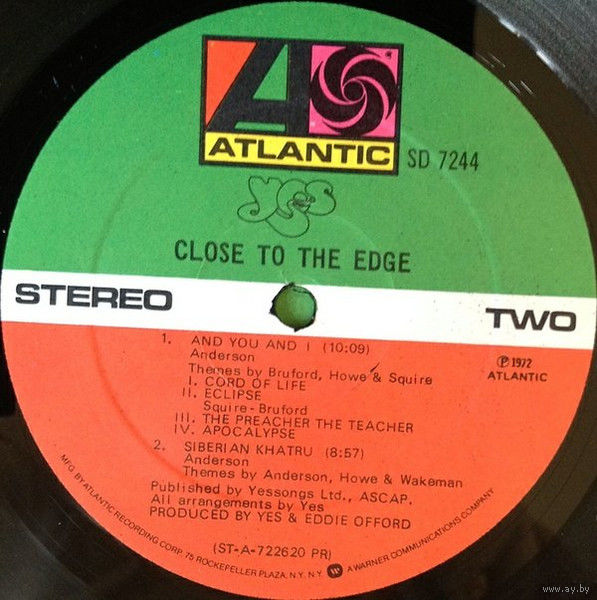 ATLANTIC
SD 7244
yes
CLOSE TO THE EDGE
STEREO
TWO
1. AND YOU AND I (10:09)
Anderson
Themes by Bruford, Howe & Squire
I. CORD OF LIFE
II. ECLIPSE
Squire-Bruford
III. THE PREACHER THE TEACHER
IV. APOCALYPSE
2. SIBERIAN KHATRU (8:57)
Anderson
Themes by Anderson, Howe & Wakeman
Published by Yessongs Ltd., ASCAP.
All arrangements by Yes
PRODUCED BY YES & EDDIE OFFORD
℗ 1972
ATLANTIC
(ST-A-722620 PR)
MFG. BY ATLANTIC RECORDING CORP. 75 ROCKEFELLER PLAZA, N.Y. N.Y. A WARNER COMMUNICATIONS COMPANY
www.ay.by